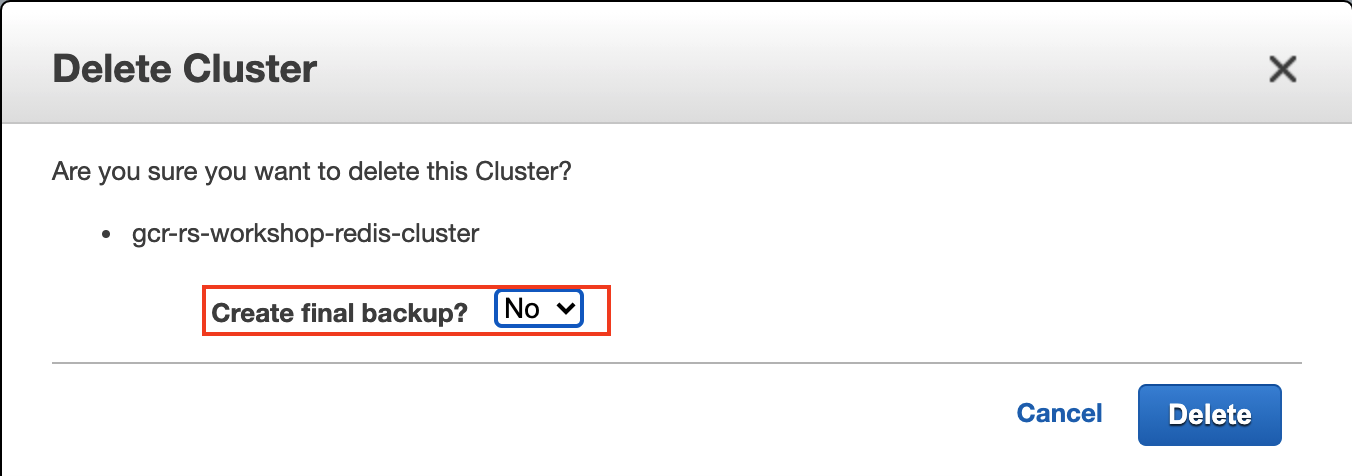 Delete Cluster
Are you sure you want to delete this Cluster?
• gcr-rs-workshop-redis-cluster
Create final backup? No
Cancel Delete